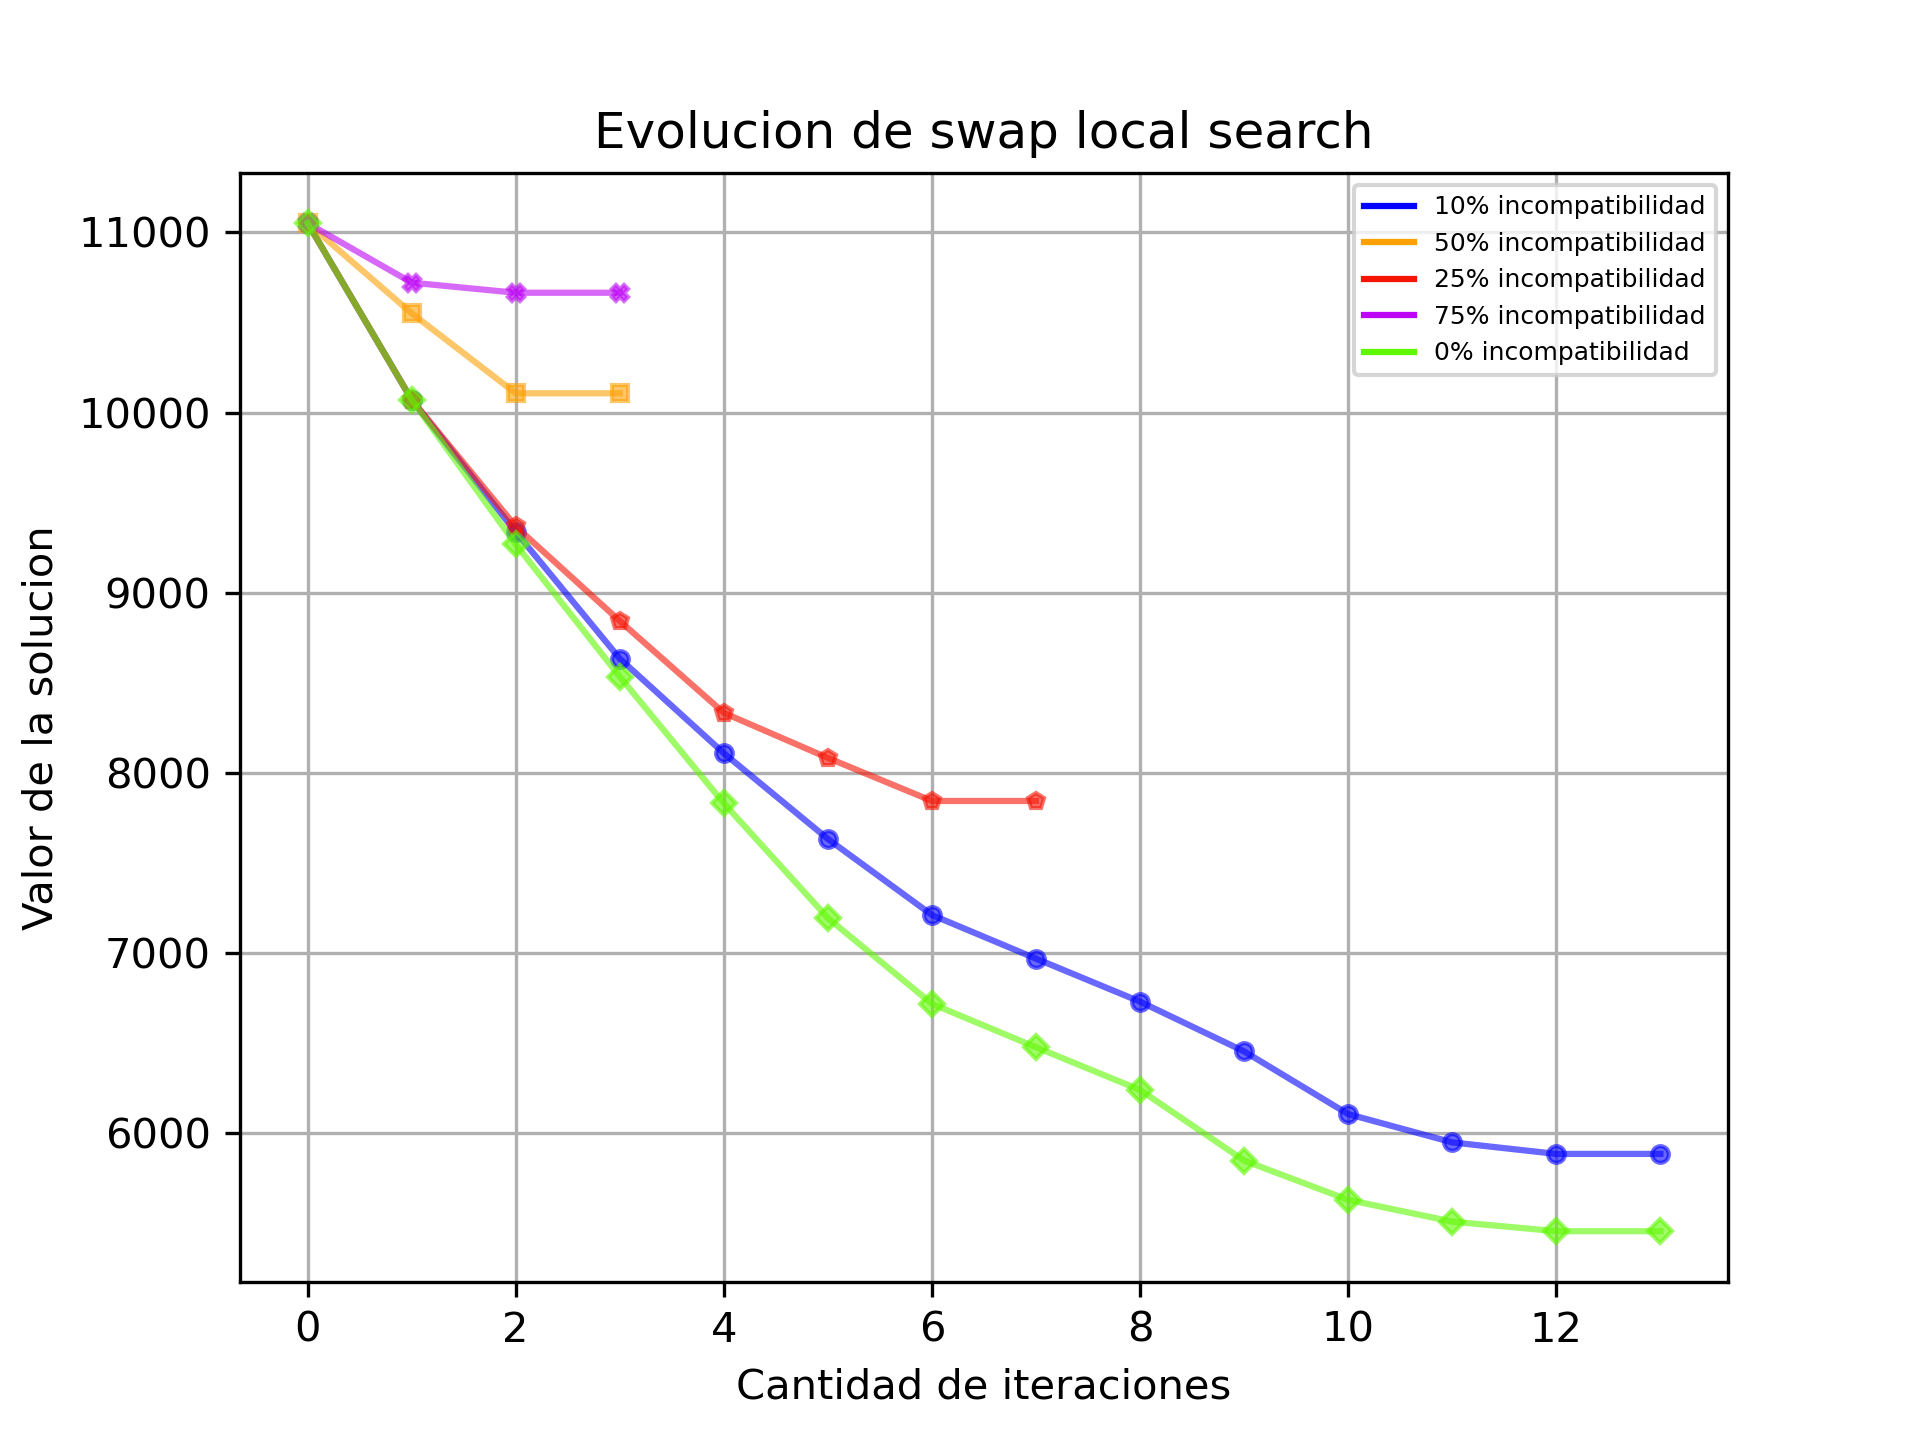 Evolucion de swap local search
10% incompatibilidad
50% incompatibilidad
25% incompatibilidad
75% incompatibilidad
0% incompatibilidad
Valor de la solucion
11000
10000
9000
8000
7000
6000
0 2 4 6 8 10 12
Cantidad de iteraciones